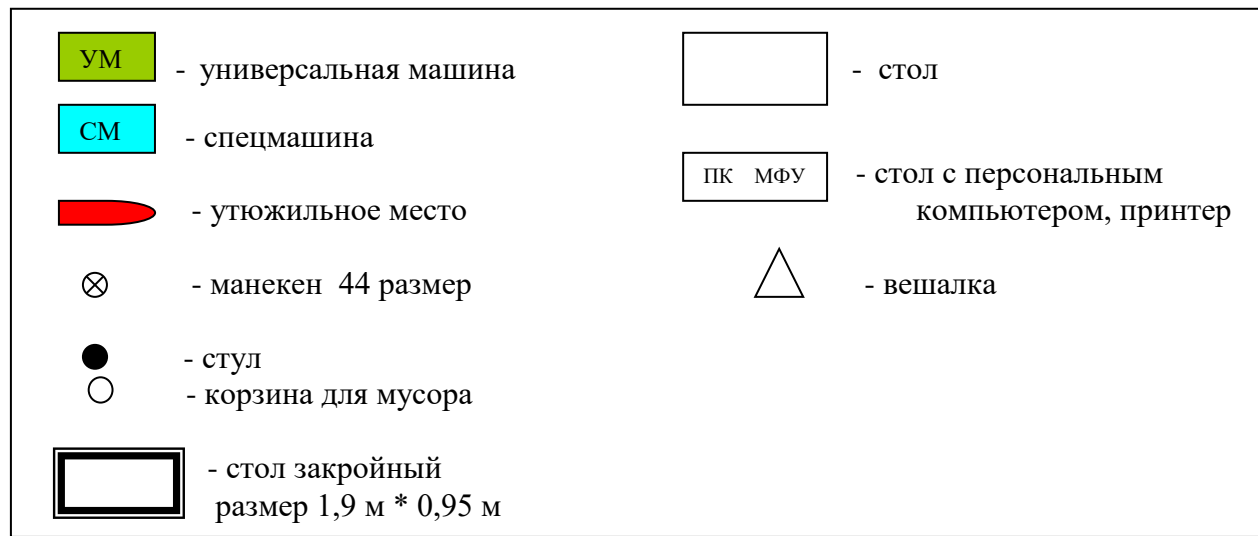 УМ - универсальная машина
СМ - спецмашина
- утюжильное место
- манекен 44 размер
- стул
- корзина для мусора
- стол закройный
размер 1,9 м * 0,95 м
- стол
ПК МФУ - стол с персональным
компьютером, принтер
- вешалка